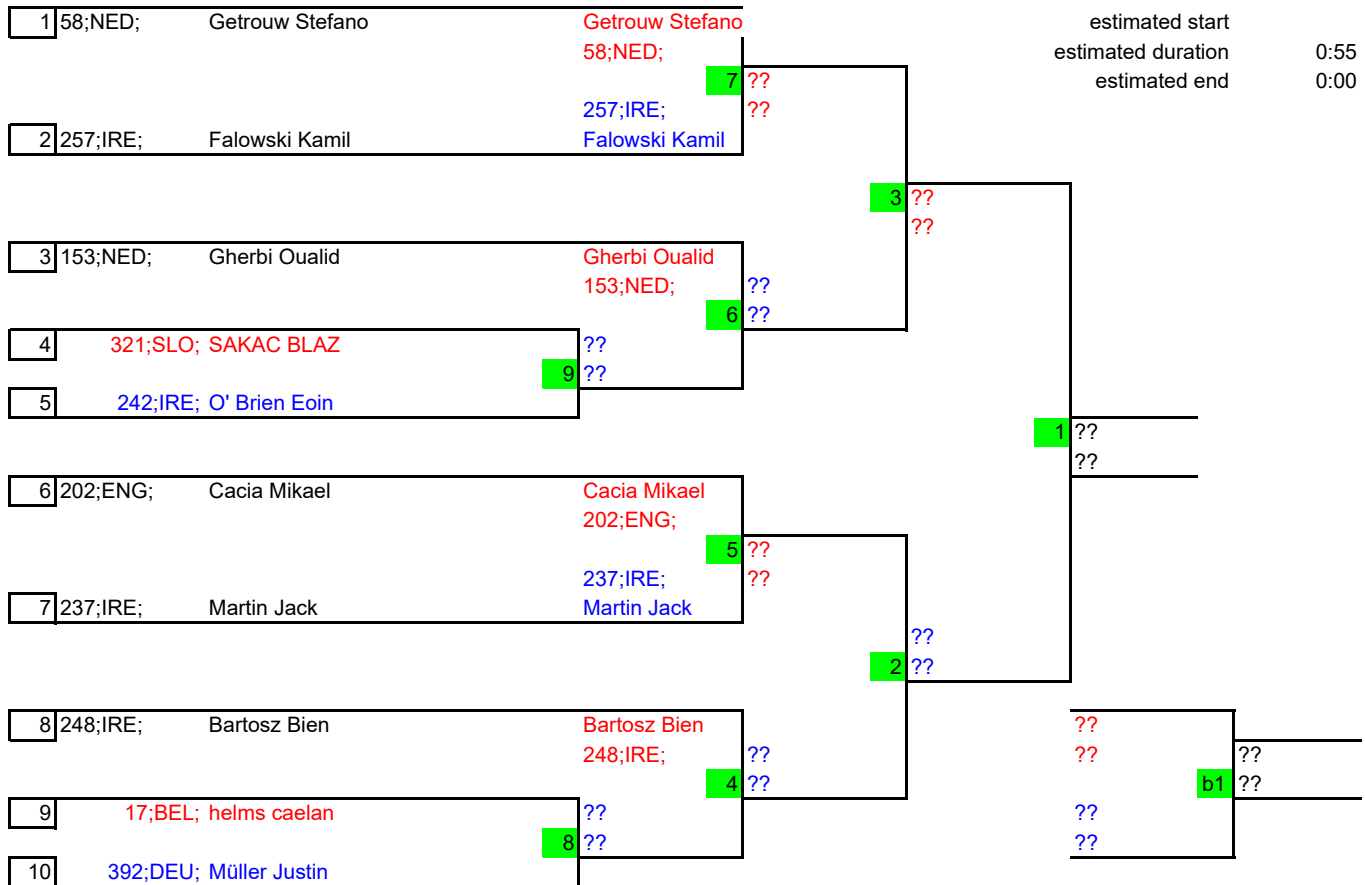 1 58;NED; Getrouw Stefano Getrouw Stefano estimated start
58;NED; estimated duration 0:55
7 ?? estimated end 0:00
257;IRE; ??
2 257;IRE; Falowski Kamil Falowski Kamil
3 ??
??
3 153;NED; Gherbi Oualid Gherbi Oualid
153;NED; ??
6 ??
4 321;SLO; SAKAC BLAZ ??
9 ??
5 242;IRE; O' Brien Eoin
1 ??
??
6 202;ENG; Cacia Mikael Cacia Mikael
202;ENG;
5 ??
237;IRE; ??
7 237;IRE; Martin Jack Martin Jack
??
2 ??
8 248;IRE; Bartosz Bien Bartosz Bien ??
248;IRE; ?? ?? ??
4 ?? b1 ??
9 17;BEL; helms caelan ?? ??
8 ?? ??
10 392;DEU; Müller Justin